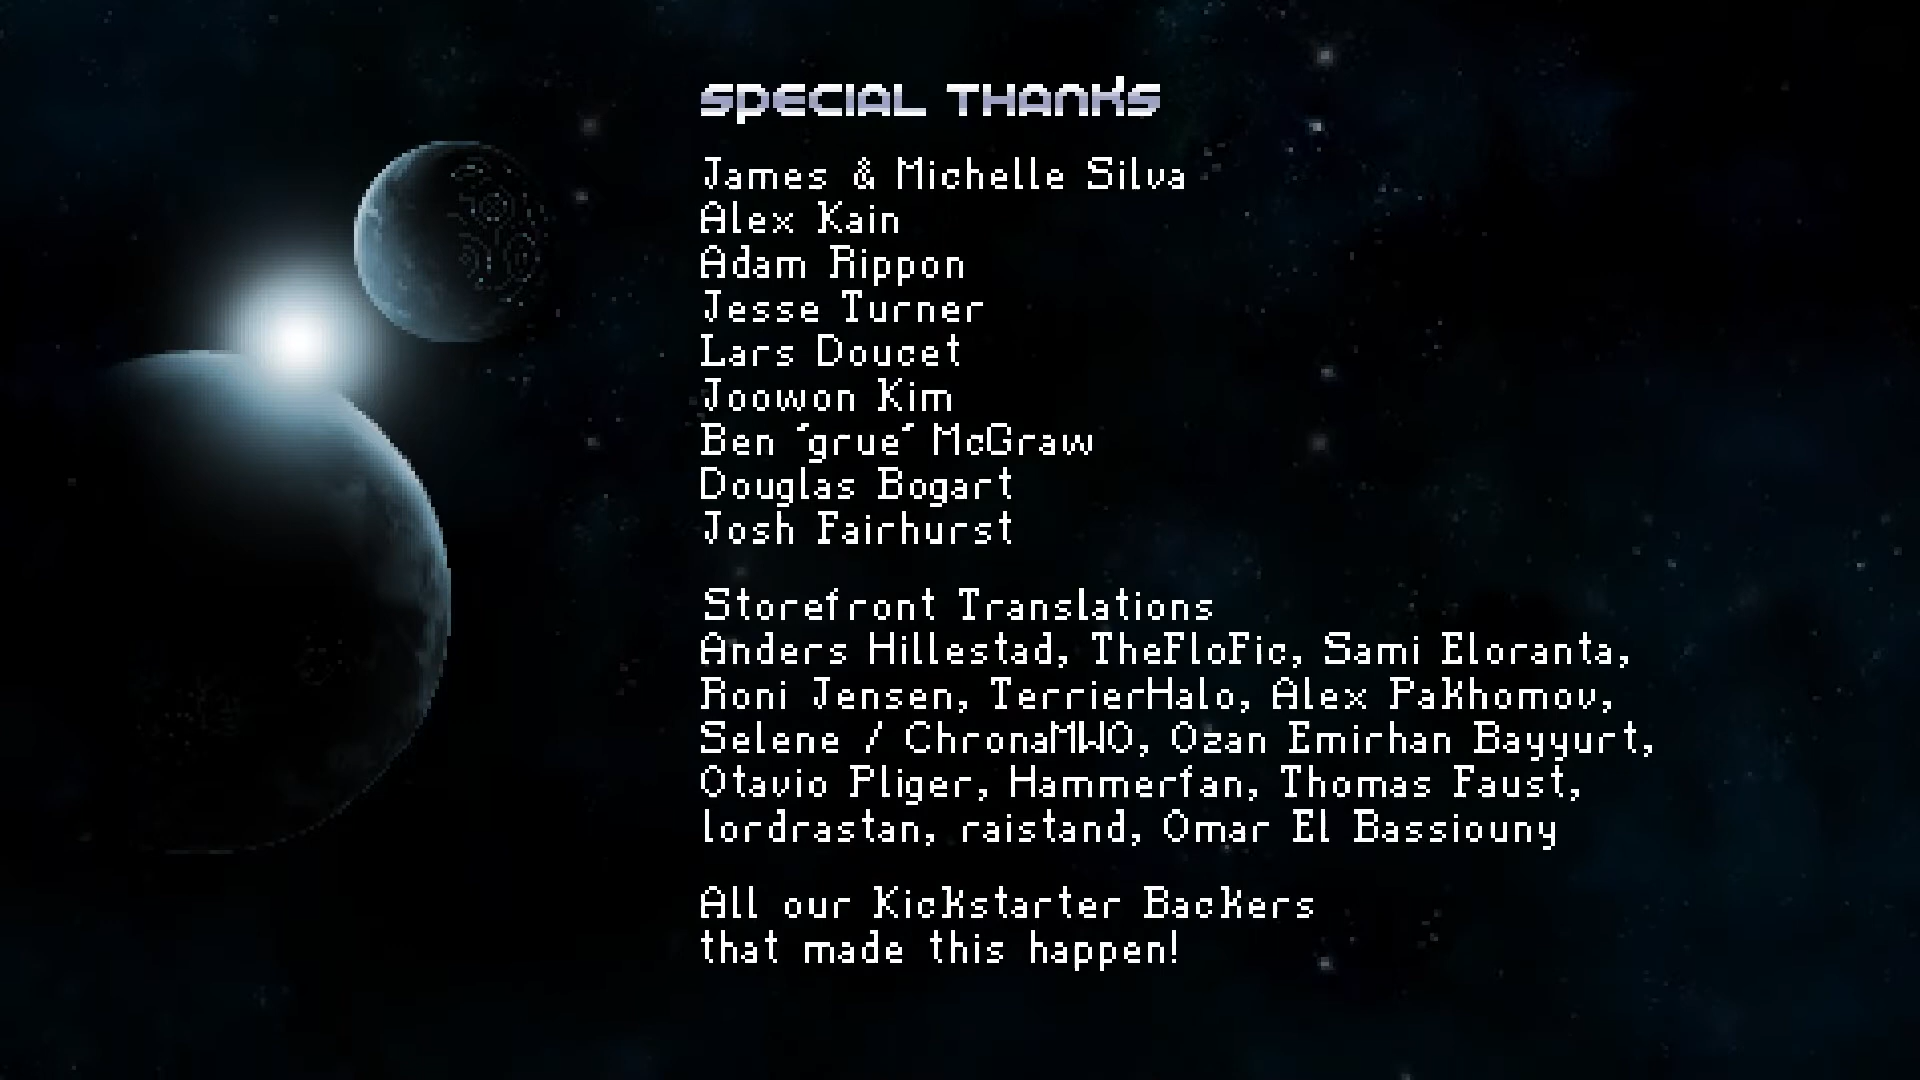 SPECIAL THANKS
James & Michelle Silva
Alex Kain
Adam Rippon
Jesse Turner
Lars Doucet
Joowon Kim
Ben "grue" McGraw
Douglas Bogart
Josh Fairhurst
Storefront Translations
Anders Hillestad, TheFloFic, Sami Eloranta,
Roni Jensen, TerrierHalo, Alex Pakhomov,
Selene / ChronaMWO, Ozan Emirhan Bayyurt,
Otavio Pliger, Hammerfan, Thomas Faust,
lordrastan, raistand, Omar El Bassiouny
All our Kickstarter Backers
that made this happen!